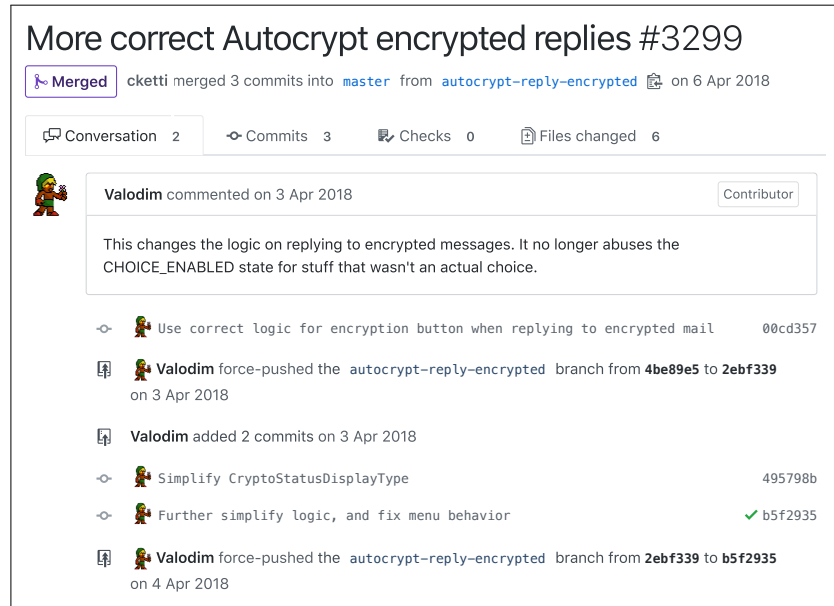 More correct Autocrypt encrypted replies #3299
Merged cketti merged 3 commits into master from autocrypt-reply-encrypted on 6 Apr 2018
Conversation 2 Commits 3 Checks 0 Files changed 6
Valodim commented on 3 Apr 2018 Contributor
This changes the logic on replying to encrypted messages. It no longer abuses the
CHOICE_ENABLED state for stuff that wasn't an actual choice.
Use correct logic for encryption button when replying to encrypted mail 00cd357
Valodim force-pushed the autocrypt-reply-encrypted branch from 4be89e5 to 2ebf339
on 3 Apr 2018
Valodim added 2 commits on 3 Apr 2018
Simplify CryptoStatusDisplayType 495798b
Further simplify logic, and fix menu behavior b5f2935
Valodim force-pushed the autocrypt-reply-encrypted branch from 2ebf339 to b5f2935
on 4 Apr 2018